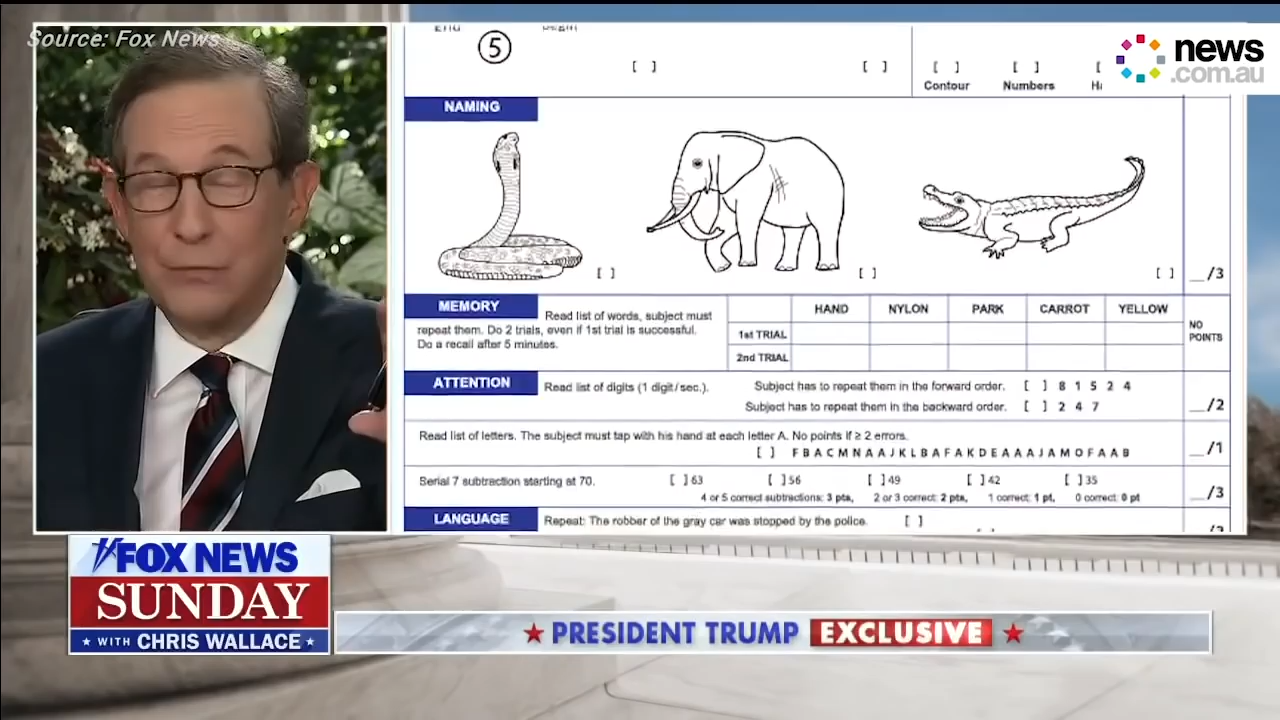 Source: Fox News
news
.com.au
5
[ ] [ ] [ ] [ ] [
Contour Numbers
NAMING
[ ] [ ] [ ] __/3
MEMORY
Read list of words, subject must
repeat them. Do 2 trials, even if 1st trial is successful.
Do a recall after 5 minutes.
HAND NYLON PARK CARROT YELLOW
1st TRIAL
2nd TRIAL
NO
POINTS
ATTENTION
Read list of digits (1 digit/sec.).
Subject has to repeat them in the forward order. [ ] 8 1 5 2 4
Subject has to repeat them in the backward order. [ ] 2 4 7 __/2
Read list of letters. The subject must tap with his hand at each letter A. No points if ≥ 2 errors.
[ ] F B A C M N A A J K L B A F A K D E A A A J A M O F A A B __/1
Serial 7 subtraction starting at 70. [ ] 63 [ ] 56 [ ] 49 [ ] 42 [ ] 35
4 or 5 correct subtractions: 3 pts, 2 or 3 correct: 2 pts, 1 correct: 1 pt, 0 correct: 0 pt __/3
LANGUAGE
Repeat: The robber of the gray car was stopped by the police. [ ]
FOX NEWS
SUNDAY
WITH CHRIS WALLACE
PRESIDENT TRUMP EXCLUSIVE